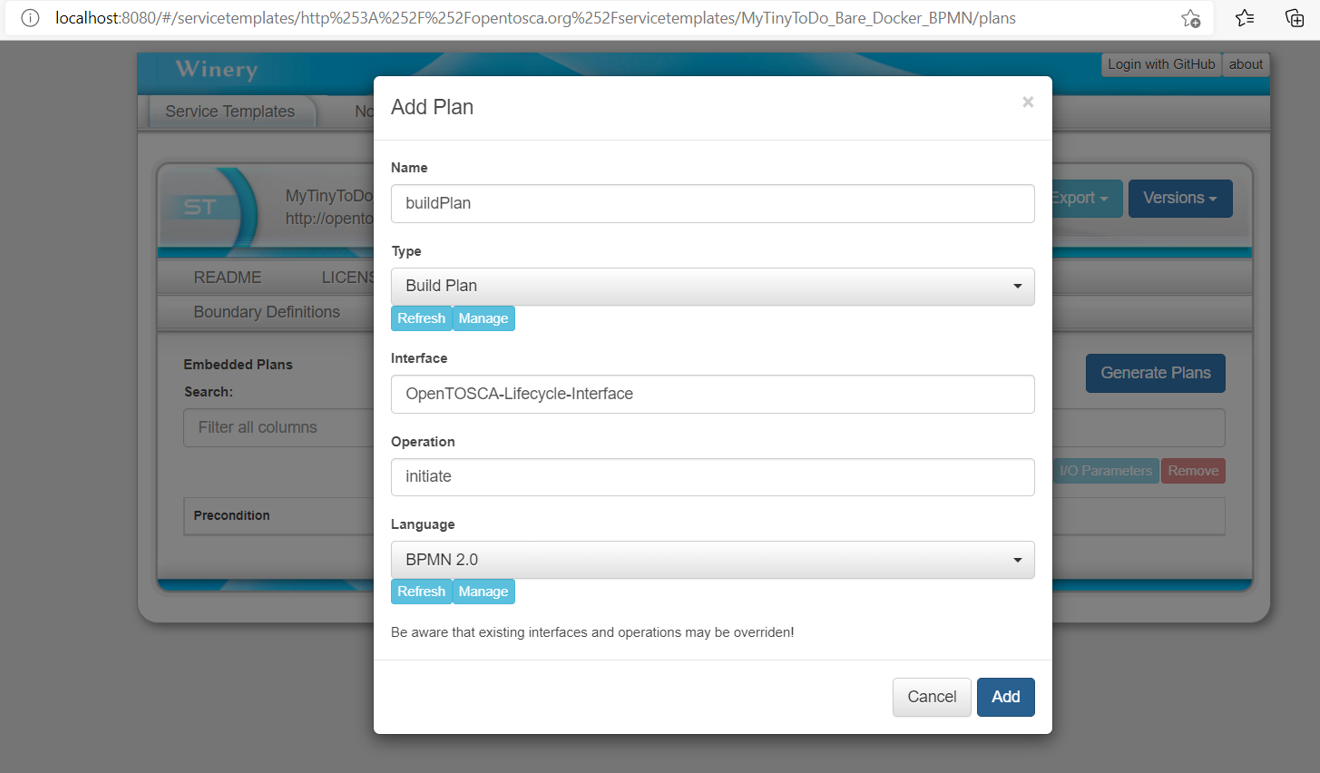 localhost:8080/#/servicetemplates/http%253A%252F%252Fopentosca.org%252Fservicetemplates/MyTinyToDo_Bare_Docker_BPMN/plans
Winery
Login with GitHub about
Service Templates No
Add Plan
×
ST
MyTinyToDo
http://opento
Export Versions
README LICENS
Boundary Definitions
Embedded Plans
Search:
Filter all columns
Generate Plans
I/O Parameters Remove
Precondition
Name
buildPlan
Type
Build Plan
Refresh Manage
Interface
OpenTOSCA-Lifecycle-Interface
Operation
initiate
Language
BPMN 2.0
Refresh Manage
Be aware that existing interfaces and operations may be overriden!
Cancel Add